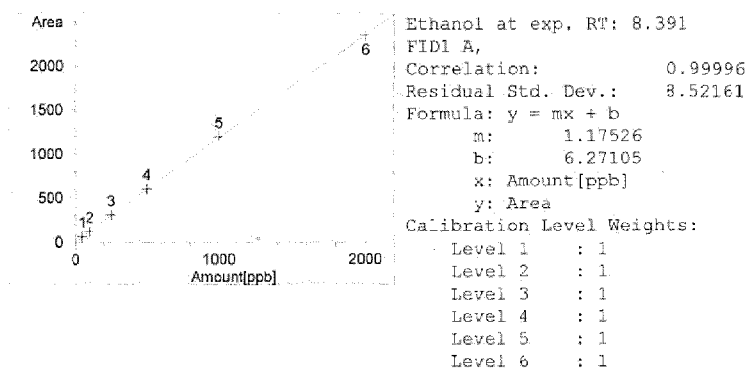 Area
2000
1500
1000
500
0
1
2
3
4
5
6
1000
2000
Amount[ppb]
Ethanol at exp. RT: 8.391
FID1 A,
Correlation: 0.99996
Residual Std. Dev.: 8.52161
Formula: y = mx + b
m: 1.17526
b: 6.27105
x: Amount[ppb]
y: Area
Calibration Level Weights:
Level 1 : 1
Level 2 : 1
Level 3 : 1
Level 4 : 1
Level 5 : 1
Level 6 : 1